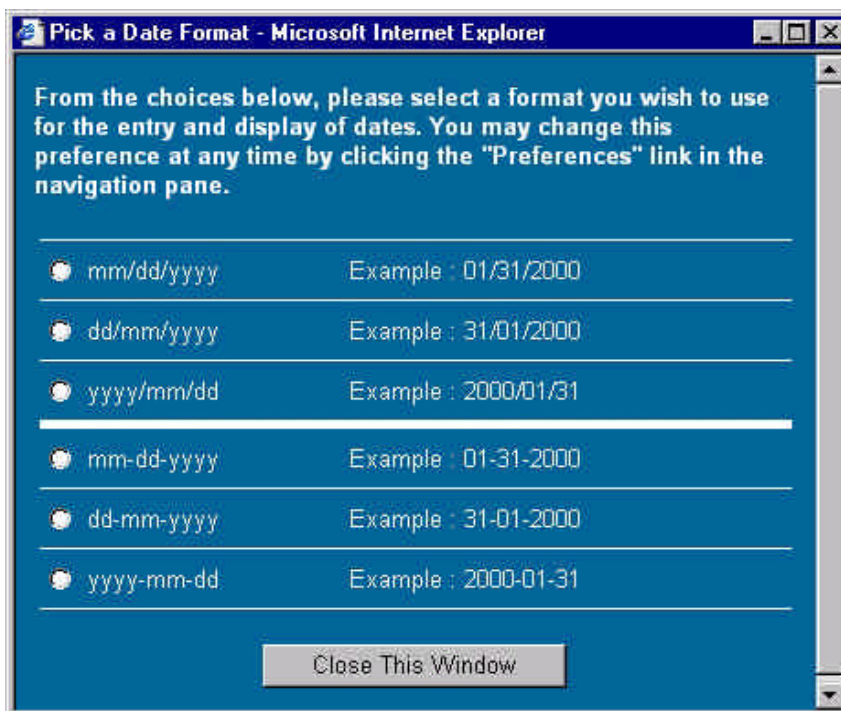 Pick a Date Format - Microsoft Internet Explorer
From the choices below, please select a format you wish to use
for the entry and display of dates. You may change this
preference at any time by clicking the "Preferences" link in the
navigation pane.
mm/dd/yyyy Example : 01/31/2000
dd/mm/yyyy Example : 31/01/2000
yyyy/mm/dd Example : 2000/01/31
mm-dd-yyyy Example : 01-31-2000
dd-mm-yyyy Example : 31-01-2000
yyyy-mm-dd Example : 2000-01-31
Close This Window